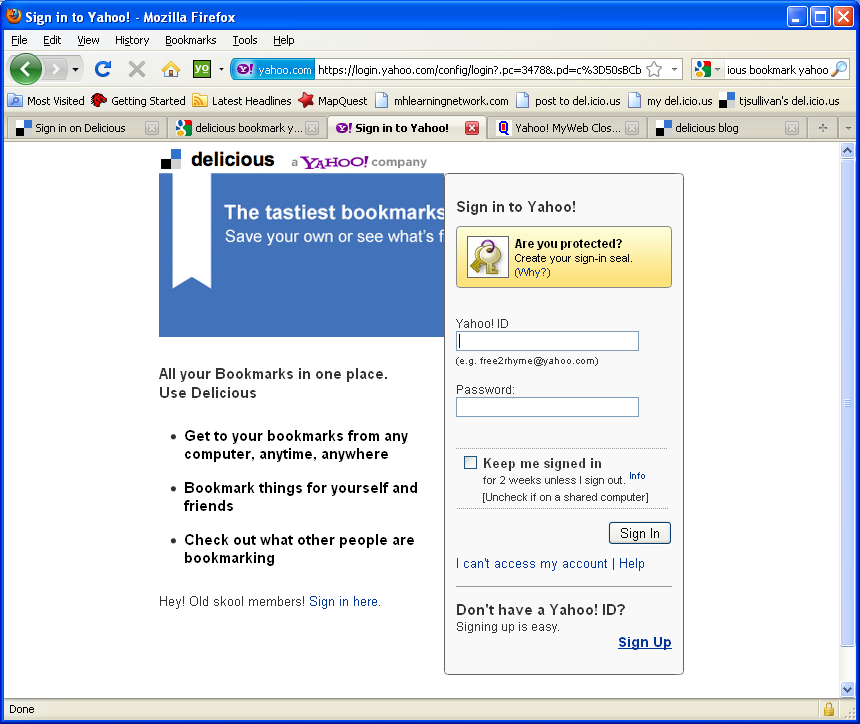 Sign in to Yahoo! - Mozilla Firefox
File Edit View History Bookmarks Tools Help
yo Y! yahoo.com https://login.yahoo.com/config/login?.pc=3478&.pd=c%3D50sBCb ious bookmark yahoo
Most Visited Getting Started Latest Headlines MapQuest mhlearningnetwork.com post to del.icio.us my del.icio.us tjsullivan's del.icio.us
Sign in on Delicious delicious bookmark y... Y! Sign in to Yahoo! Yahoo! MyWeb Clos... delicious blog
delicious a YAHOO! company
The tastiest bookmarks
Save your own or see what's f
Sign in to Yahoo!
Are you protected?
Create your sign-in seal.
(Why?)
Yahoo! ID
(e.g. free2rhyme@yahoo.com)
Password:
Keep me signed in
for 2 weeks unless I sign out. Info
[Uncheck if on a shared computer]
Sign In
I can't access my account | Help
Don't have a Yahoo! ID?
Signing up is easy.
Sign Up
All your Bookmarks in one place.
Use Delicious
• Get to your bookmarks from any
computer, anytime, anywhere
• Bookmark things for yourself and
friends
• Check out what other people are
bookmarking
Hey! Old skool members! Sign in here.
Done